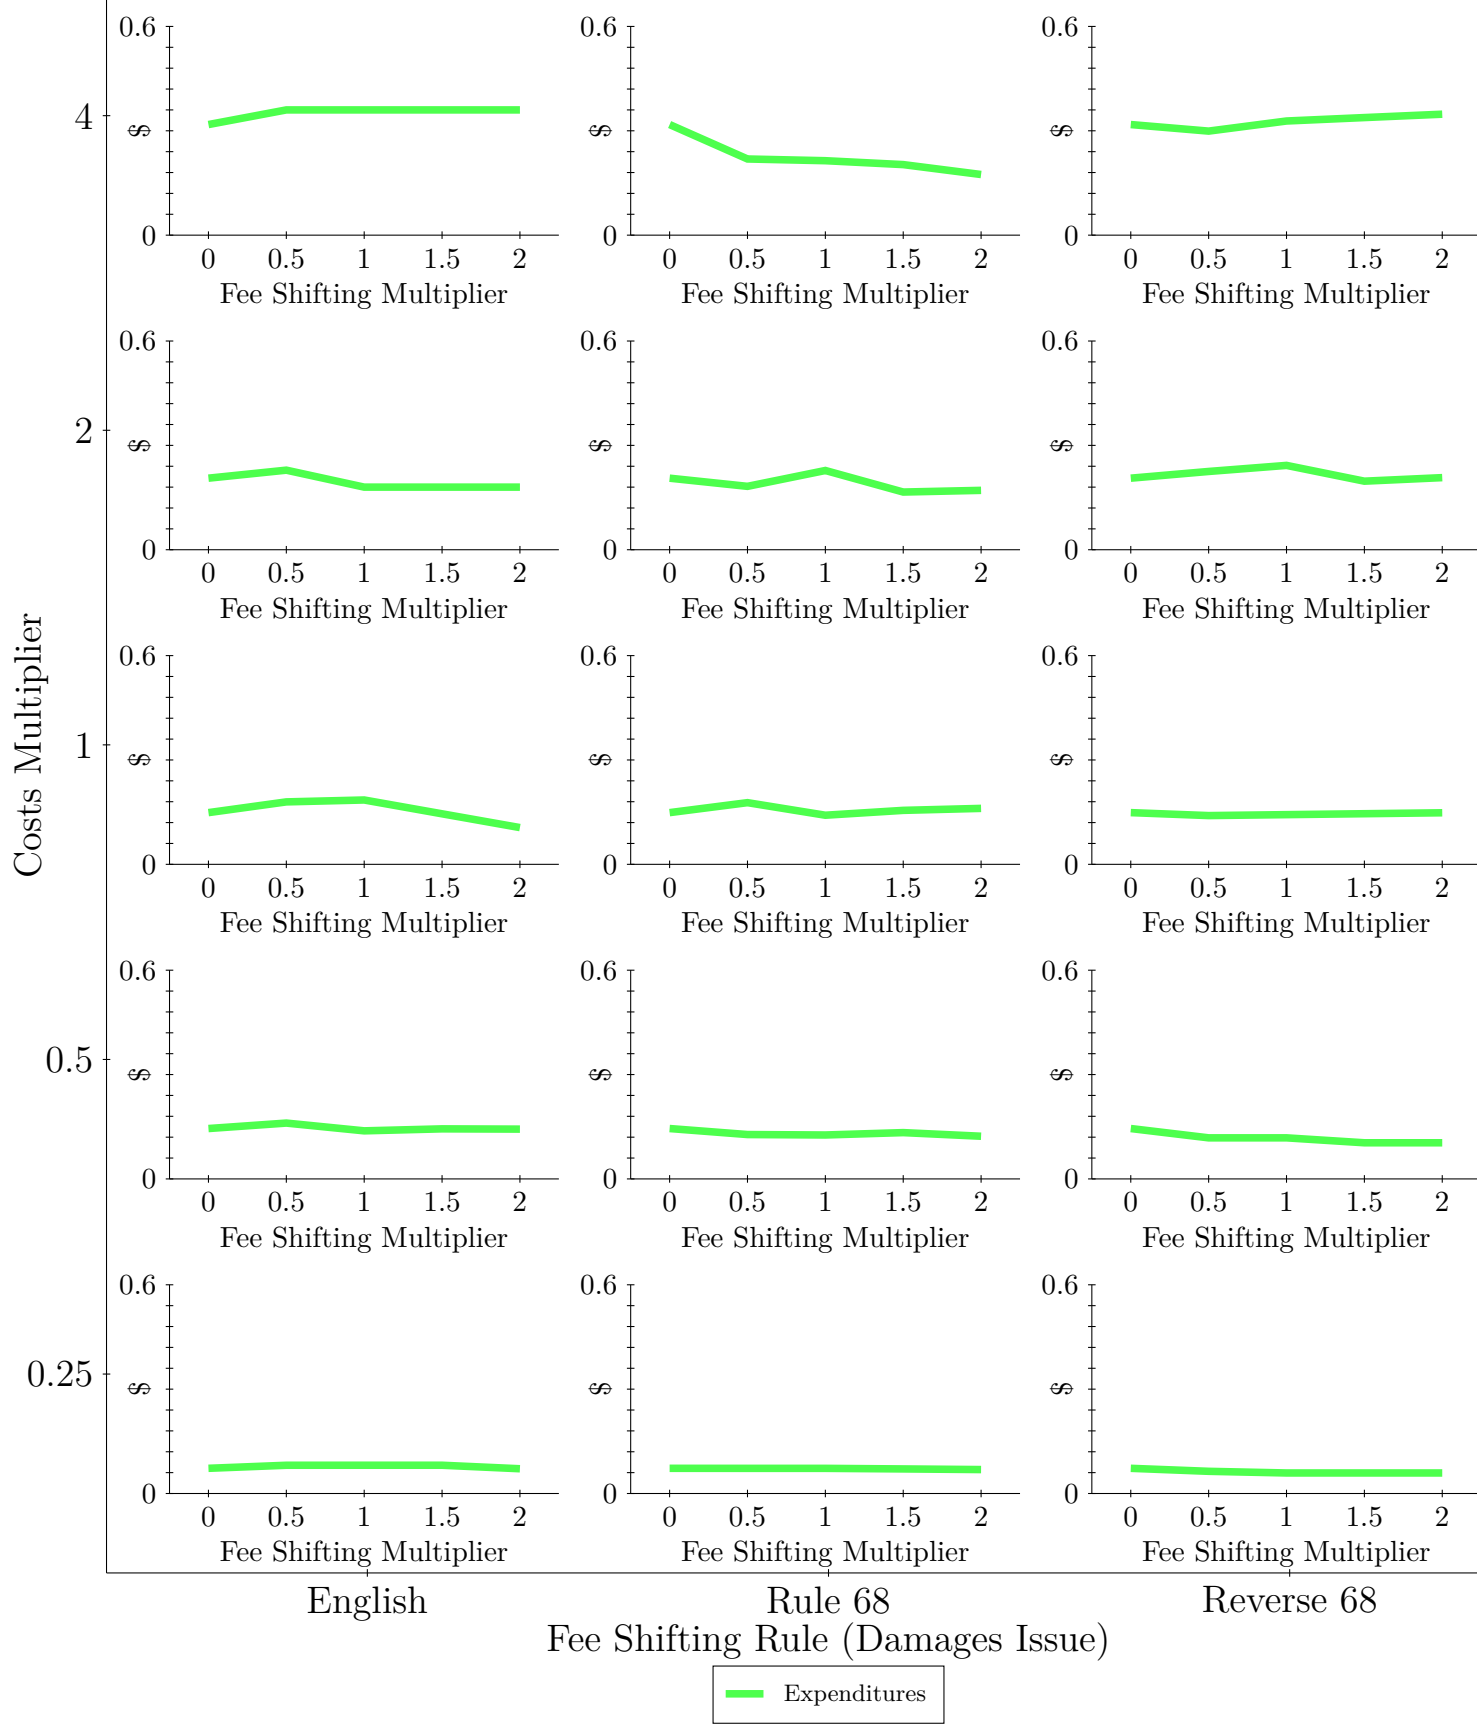 0.6 0.6 0.6
4 $ $ $
0 0 0
0 0.5 1 1.5 2 0 0.5 1 1.5 2 0 0.5 1 1.5 2
Fee Shifting Multiplier Fee Shifting Multiplier Fee Shifting Multiplier
0.6 0.6 0.6
2 $ $ $
0 0 0
0 0.5 1 1.5 2 0 0.5 1 1.5 2 0 0.5 1 1.5 2
Fee Shifting Multiplier Fee Shifting Multiplier Fee Shifting Multiplier
Costs Multiplier
0.6 0.6 0.6
1 $ $ $
0 0 0
0 0.5 1 1.5 2 0 0.5 1 1.5 2 0 0.5 1 1.5 2
Fee Shifting Multiplier Fee Shifting Multiplier Fee Shifting Multiplier
0.6 0.6 0.6
0.5 $ $ $
0 0 0
0 0.5 1 1.5 2 0 0.5 1 1.5 2 0 0.5 1 1.5 2
Fee Shifting Multiplier Fee Shifting Multiplier Fee Shifting Multiplier
0.6 0.6 0.6
0.25 $ $ $
0 0 0
0 0.5 1 1.5 2 0 0.5 1 1.5 2 0 0.5 1 1.5 2
Fee Shifting Multiplier Fee Shifting Multiplier Fee Shifting Multiplier
English Rule 68 Reverse 68
Fee Shifting Rule (Damages Issue)
Expenditures